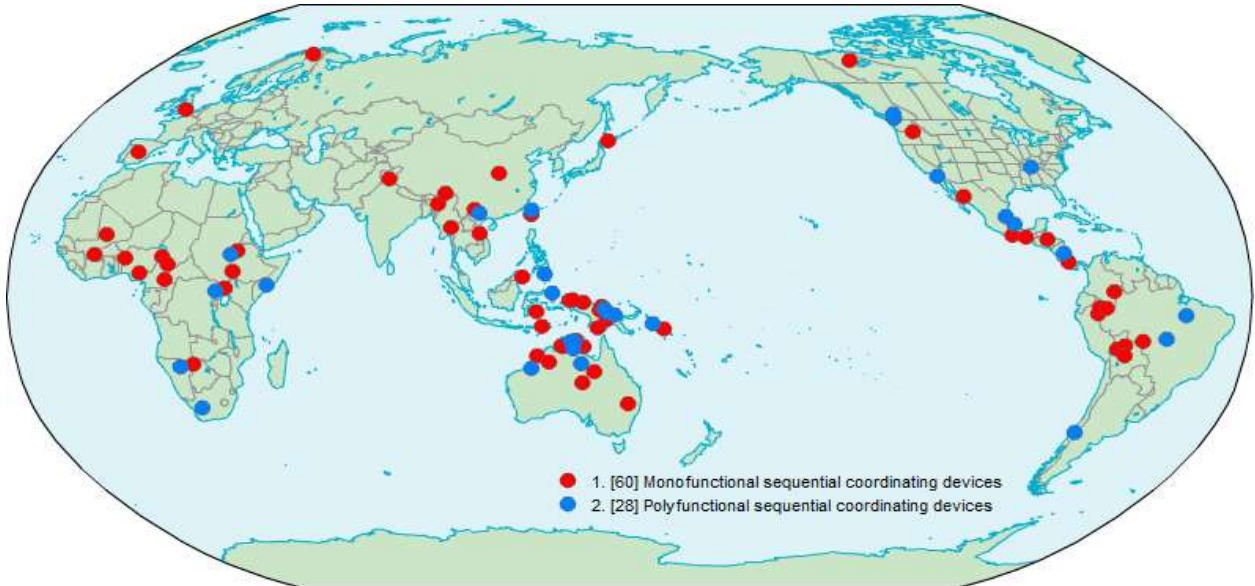 1. [60] Monofunctional sequential coordinating devices
2. [28] Polyfunctional sequential coordinating devices